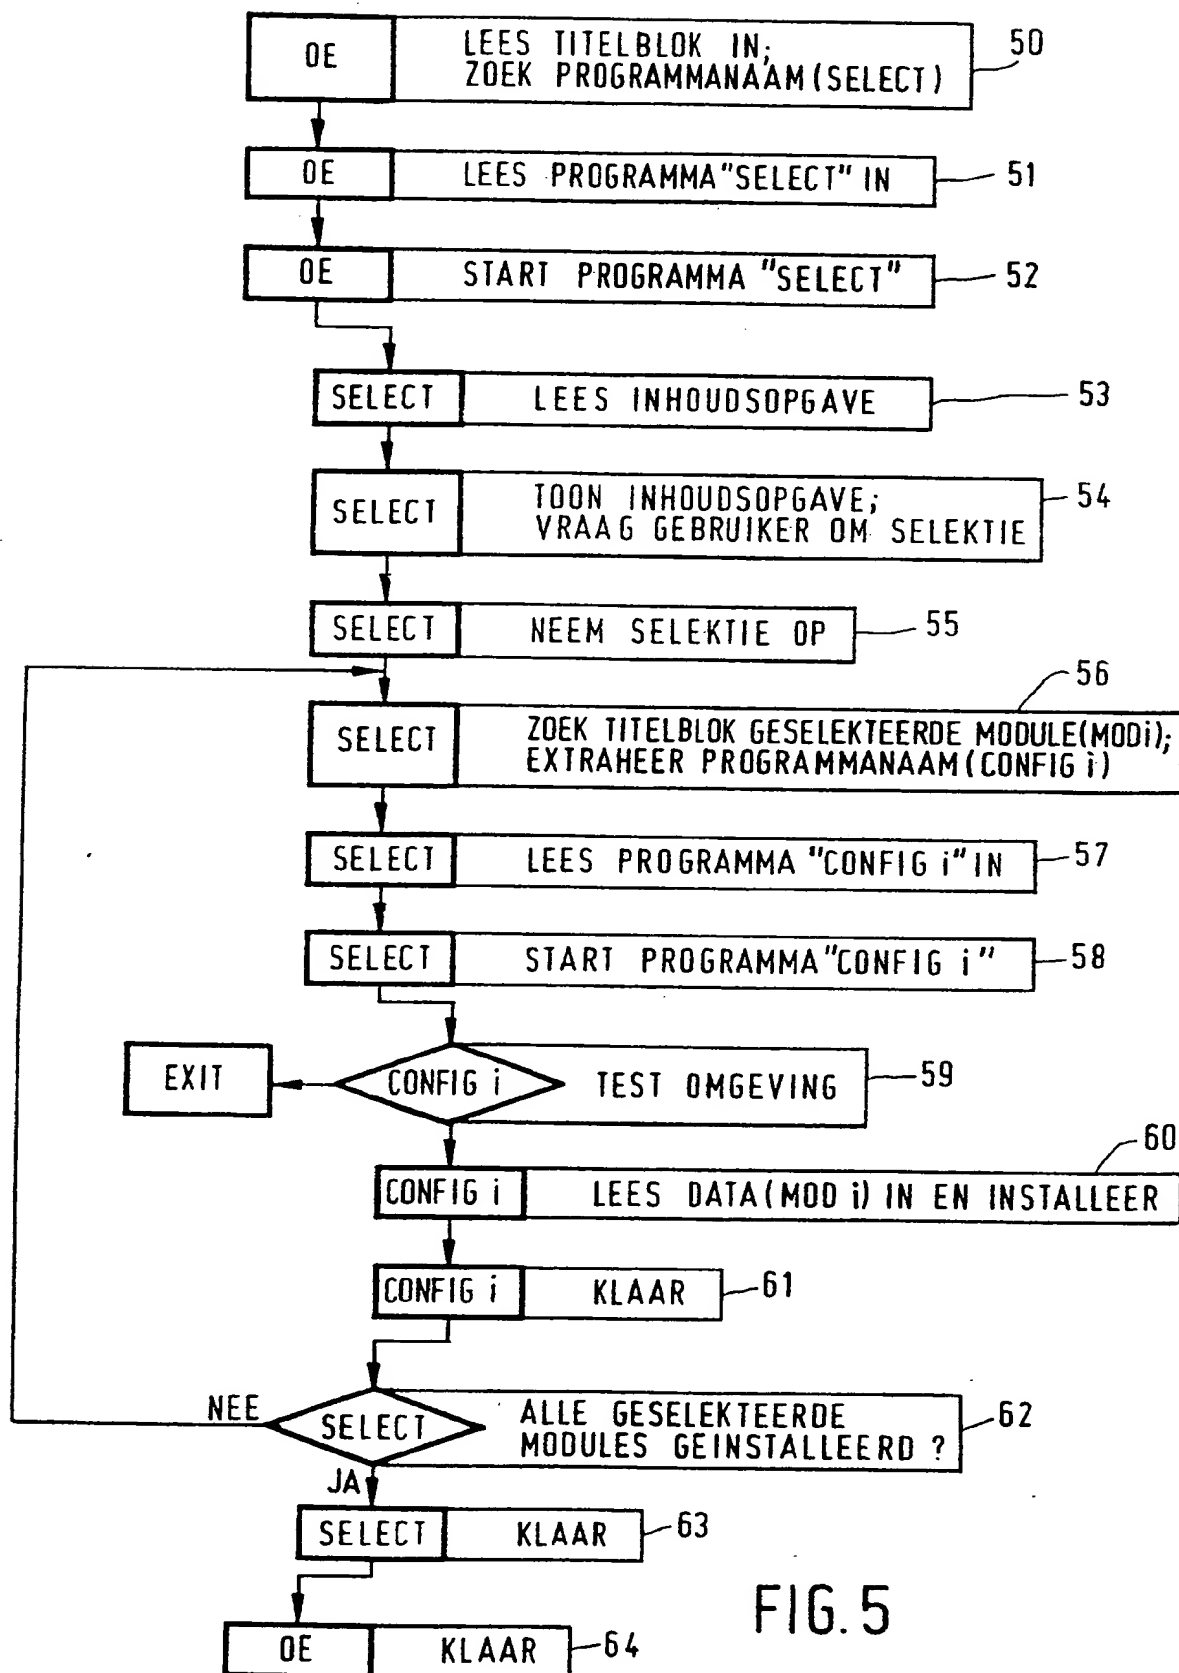 OE
LEES TITELBLOK IN;
ZOEK PROGRAMMANAAM (SELECT)
50
OE
LEES PROGRAMMA "SELECT" IN
51
OE
START PROGRAMMA "SELECT"
52
SELECT
LEES INHOUDSOPGAVE
53
SELECT
TOON INHOUDSOPGAVE;
VRAAG GEBRUIKER OM SELEKTIE
54
SELECT
NEEM SELEKTIE OP
55
56
SELECT
ZOEK TITELBLOK GESELEKTEERDE MODULE(MODi);
EXTRAHEER PROGRAMMANAAM (CONFIG i)
SELECT
LEES PROGRAMMA "CONFIG i" IN
57
SELECT
START PROGRAMMA "CONFIG i"
58
EXIT
CONFIG i
TEST OMGEVING
59
60
CONFIG i
LEES DATA (MOD i) IN EN INSTALLEER
CONFIG i
KLAAR
61
NEE
SELECT
ALLE GESELEKTEERDE
MODULES GEINSTALLEERD ?
62
JA
SELECT
KLAAR
63
OE
KLAAR
64
FIG. 5